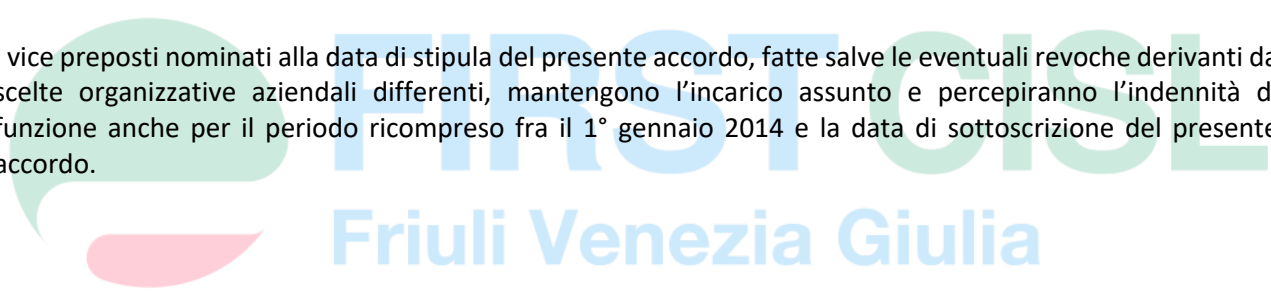 vice preposti nominati alla data di stipula del presente accordo, fatte salve le eventuali revoche derivanti da
scelte organizzative aziendali differenti, mantengono l'incarico assunto e percepiranno l'indennità d
funzione anche per il periodo ricompreso fra il 1° gennaio 2014 e la data di sottoscrizione del presente
accordo.
FIRST CISL
Friuli Venezia Giulia